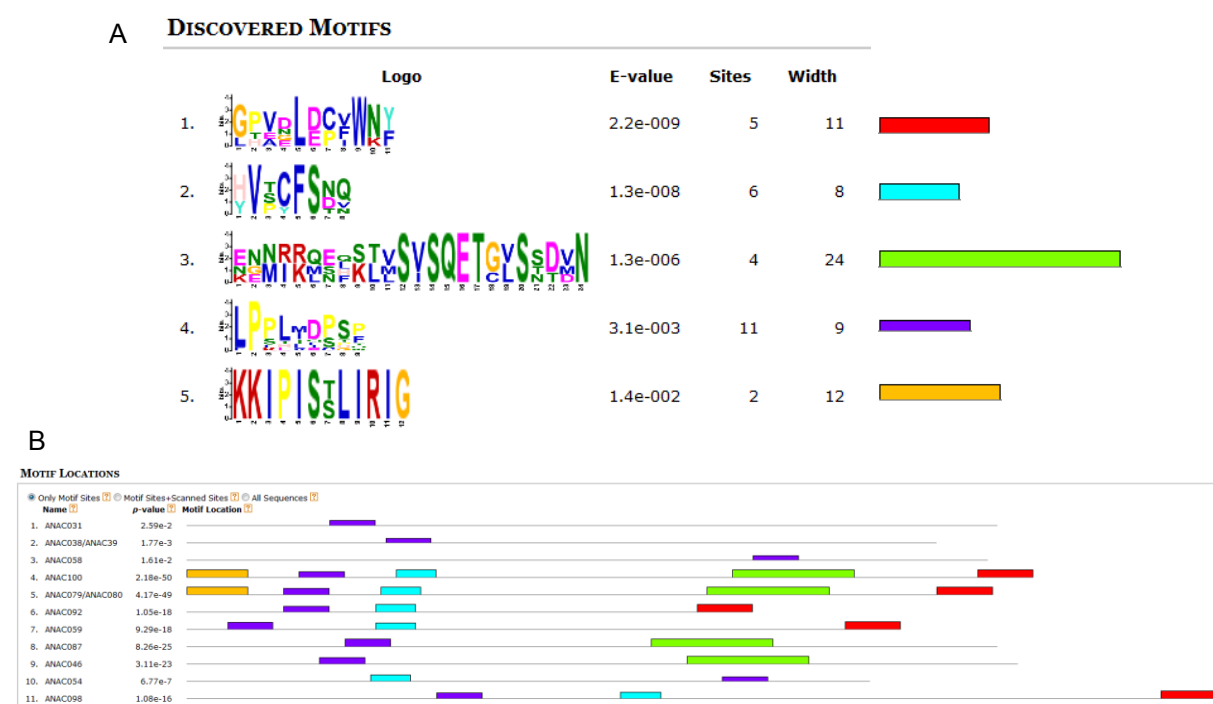 A
DISCOVERED MOTIFS
Logo E-value Sites Width
1. 2.2e-009 5 11
2. 1.3e-008 6 8
3. 1.3e-006 4 24
4. 3.1e-003 11 9
5. KKIPIS LIRIG 1.4e-002 2 12
B
MOTIF LOCATIONS
Only Motif Sites ? Motif Sites+Scanned Sites ? All Sequences ?
Name ? p-value ? Motif Location ?
1. ANAC031 2.59e-2
2. ANAC038/ANAC39 1.77e-3
3. ANAC058 1.61e-2
4. ANAC100 2.18e-50
5. ANAC079/ANAC080 4.17e-49
6. ANAC092 1.05e-18
7. ANAC059 9.29e-18
8. ANAC087 8.26e-25
9. ANAC046 3.11e-23
10. ANAC054 6.77e-7
11. ANAC098 1.08e-16